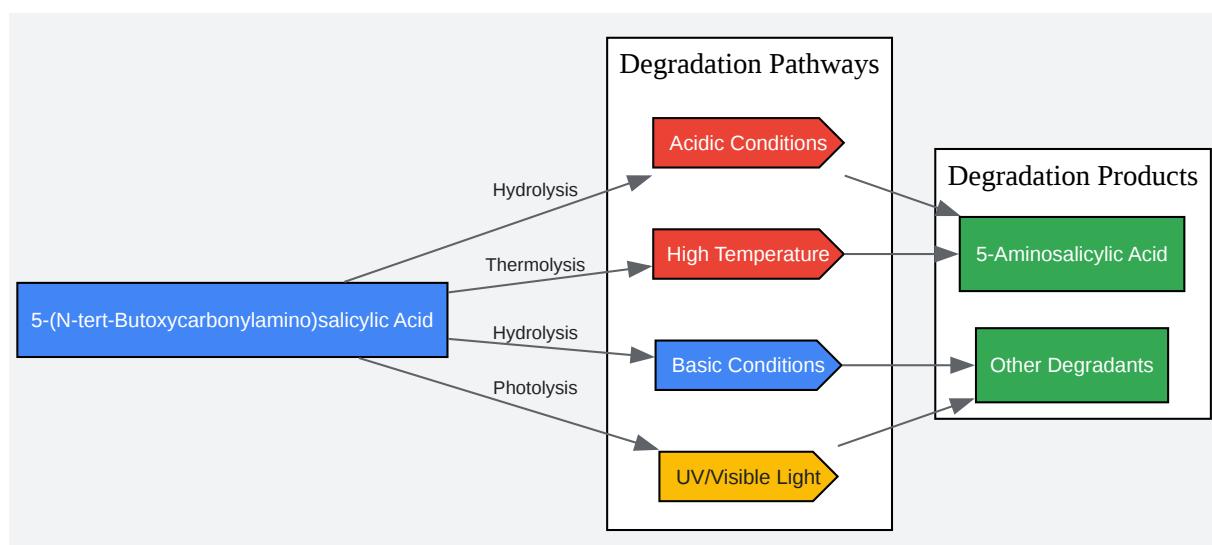 5-(N-tert-Butoxycarbonylamino)salicylic Acid
Hydrolysis
Thermolysis
Hydrolysis
Photolysis
Degradation Pathways
Acidic Conditions
High Temperature
Basic Conditions
UV/Visible Light
Degradation Products
5-Aminosalicylic Acid
Other Degradants